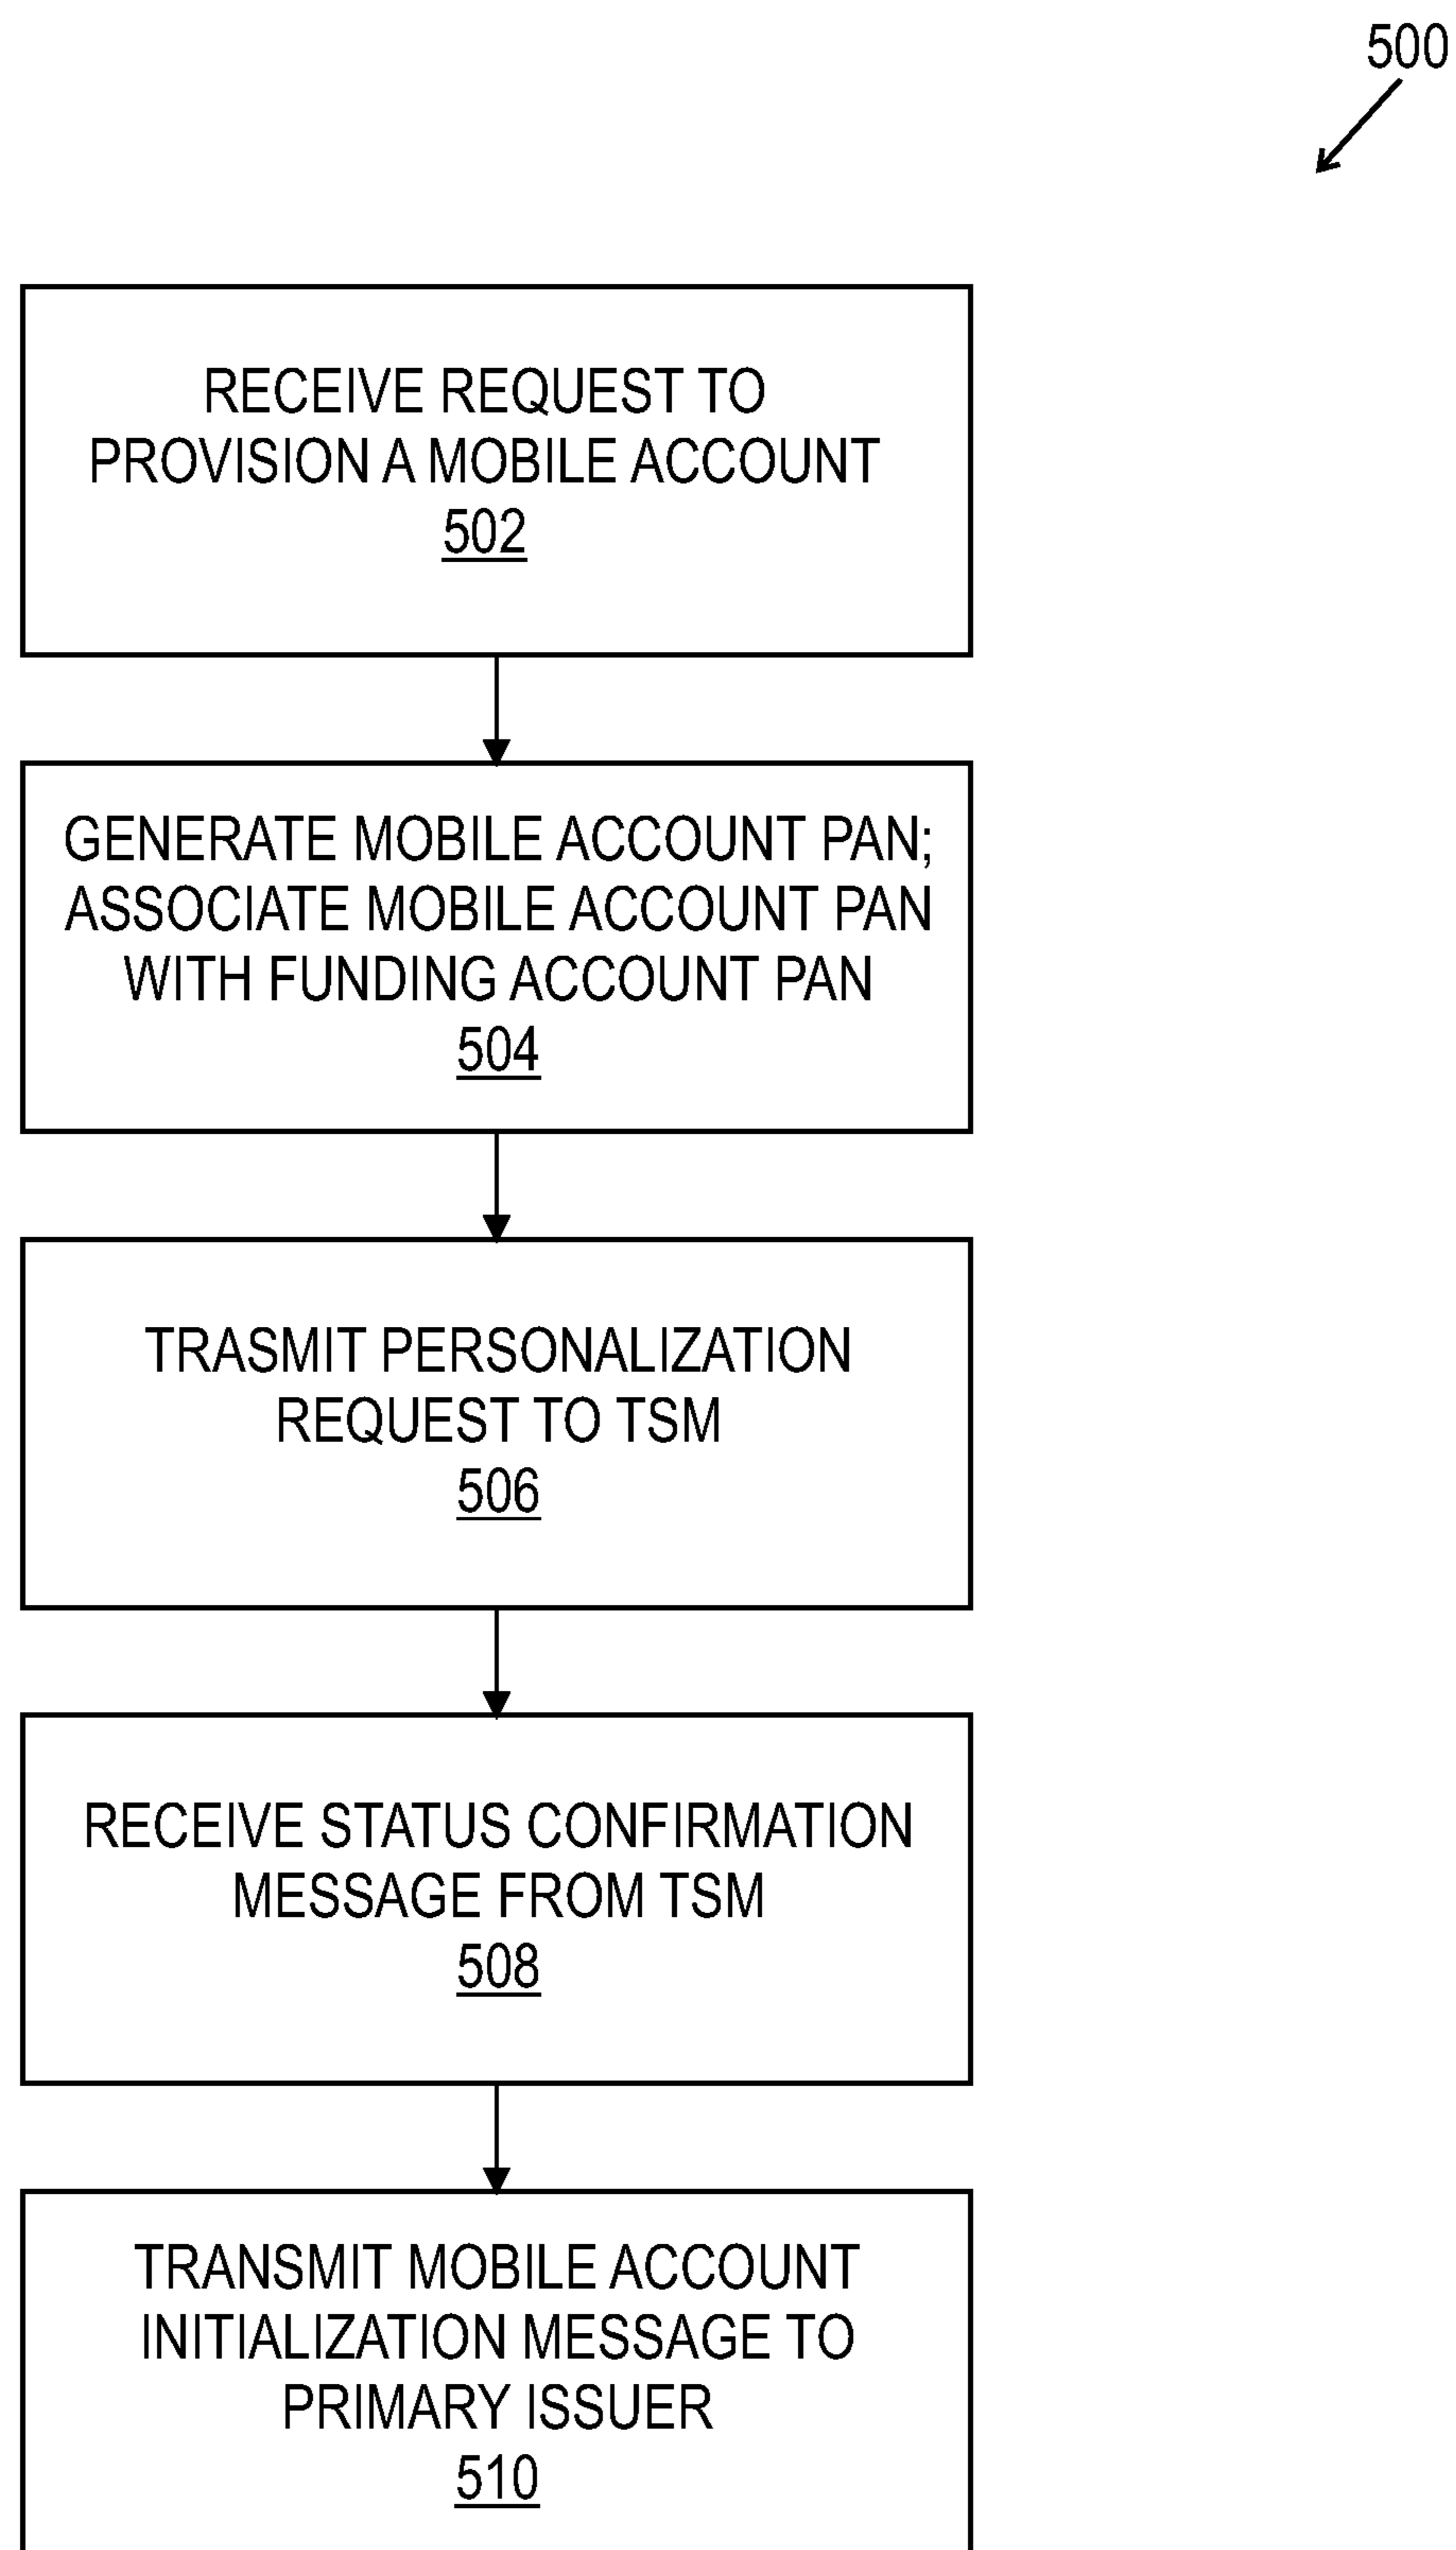 500
RECEIVE REQUEST TO
PROVISION A MOBILE ACCOUNT
502
GENERATE MOBILE ACCOUNT PAN;
ASSOCIATE MOBILE ACCOUNT PAN
WITH FUNDING ACCOUNT PAN
504
TRASMIT PERSONALIZATION
REQUEST TO TSM
506
RECEIVE STATUS CONFIRMATION
MESSAGE FROM TSM
508
TRANSMIT MOBILE ACCOUNT
INITIALIZATION MESSAGE TO
PRIMARY ISSUER
510